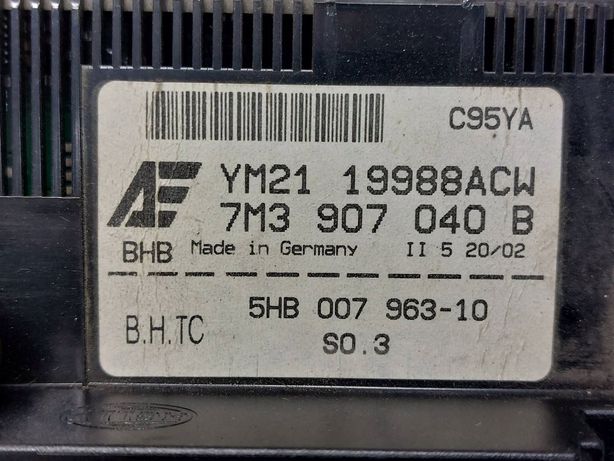 C95YA
AE
YM21 19988ACW
7M3 907 040 B
BHB Made in Germany II 5 20/02
5HB 007 963-10
B.H.TC
SO.3